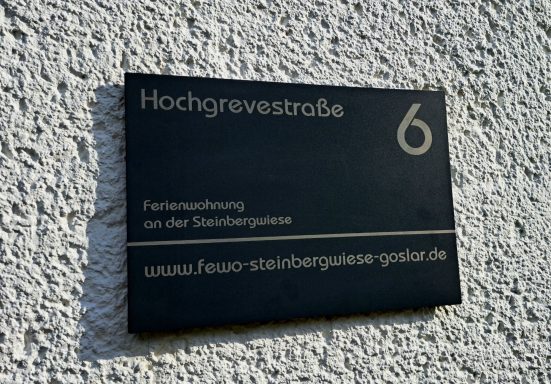 Hochgrevestraße 6
Ferienwohnung
an der Steinbergwiese
www.fewo-steinbergwiese-goslar.de